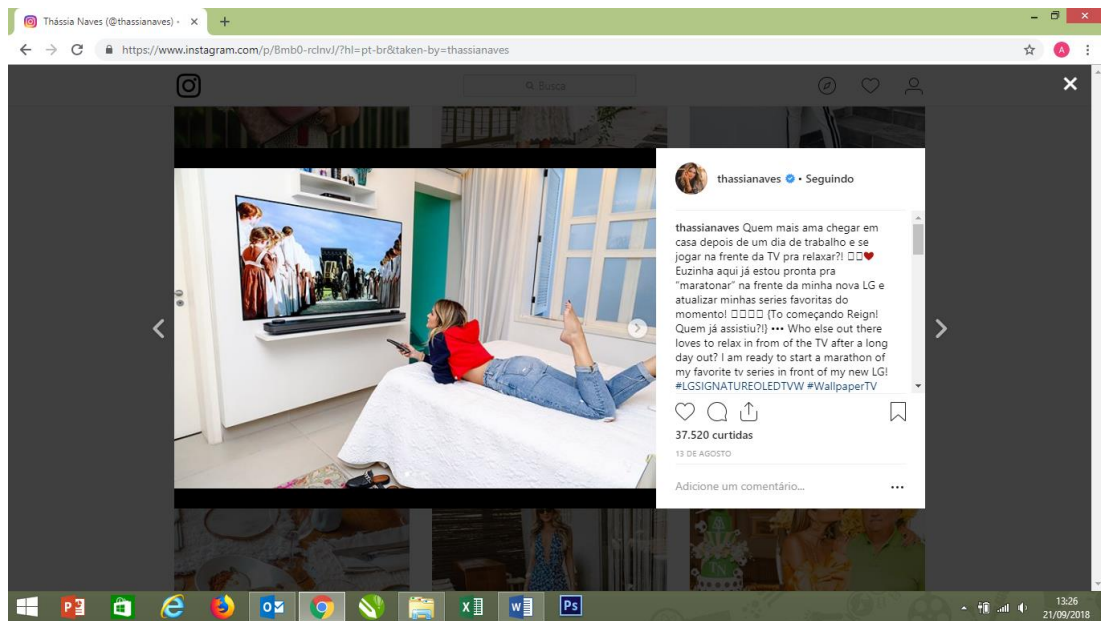 Thássia Naves (@thassianaves) •
https://www.instagram.com/p/Bmb0-rclnvJ/?hl=pt-br&taken-by=thassianaves
A
Busca
thassianaves • Seguindo
thassianaves Quem mais ama chegar em
casa depois de um dia de trabalho e se
jogar na frente da TV pra relaxar?! □□❤
Euzinha aqui já estou pronta pra
"maratonar" na frente da minha nova LG e
atualizar minhas series favoritas do
momento! □□□□ {To começando Reign!
Quem já assistiu?!} ••• Who else out there
loves to relax in from of the TV after a long
day out? I am ready to start a marathon of
my favorite tv series in front of my new LG!
#LGSIGNATUREOLEDTVW #WallpaperTV
37.520 curtidas
13 DE AGOSTO
Adicione um comentário...
TN
Ps
13:26
21/09/2018